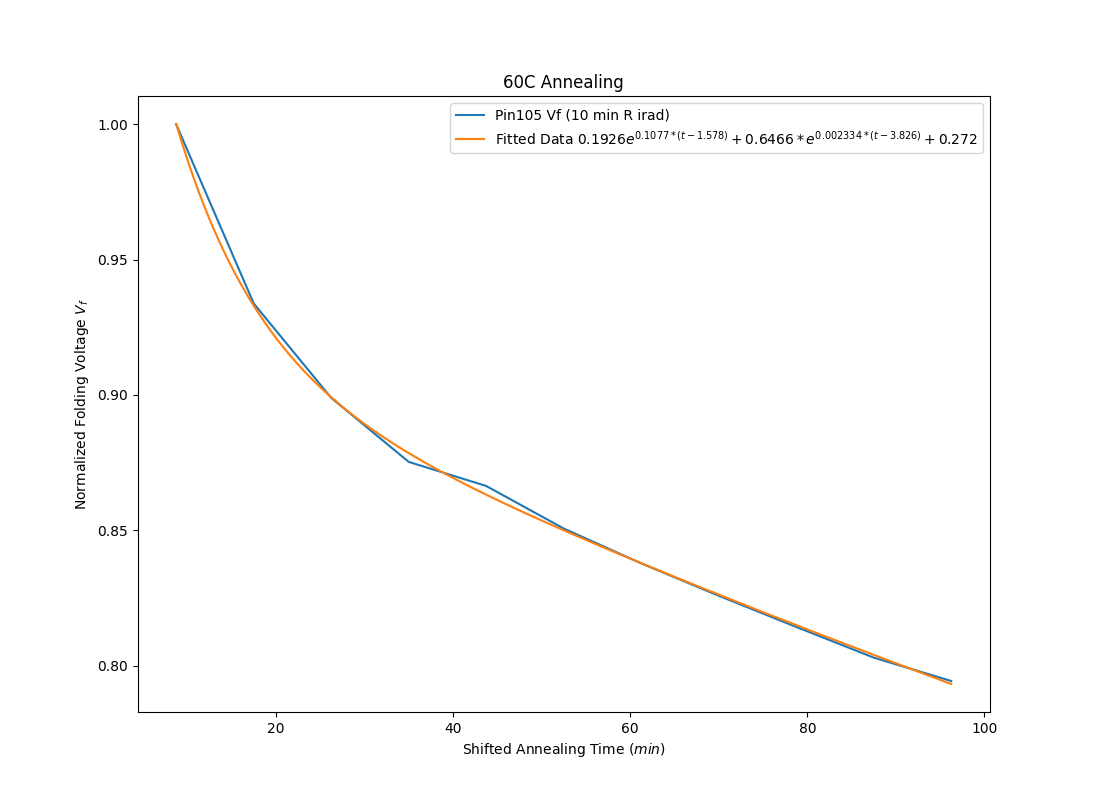 60C Annealing
Pin105 Vf (10 min R irad)
Fitted Data 0.1926e^{0.1077*(t−1.578)} + 0.6466 * e^{0.002334*(t−3.826)} + 0.272
1.00
0.95
0.90
0.85
0.80
Normalized Folding Voltage V_f
20 40 60 80 100
Shifted Annealing Time (min)